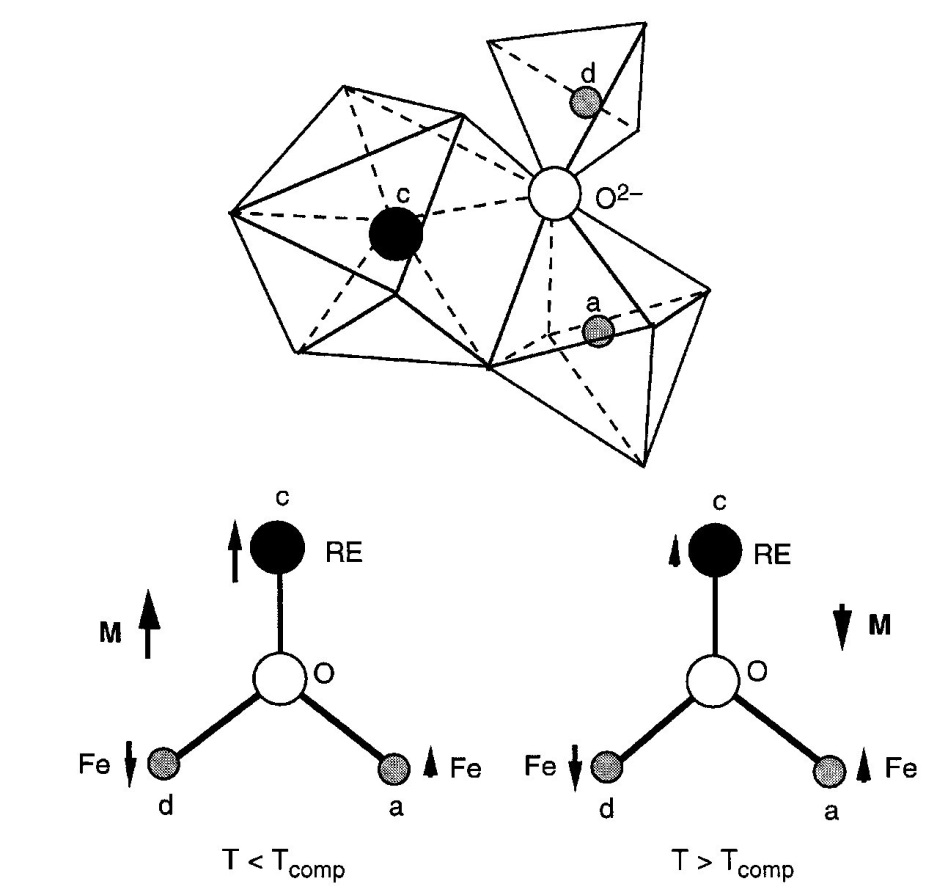 d
O2–
c
a
c c
RE RE
M M
O O
Fe Fe Fe Fe
d a d a
T < Tcomp T > Tcomp